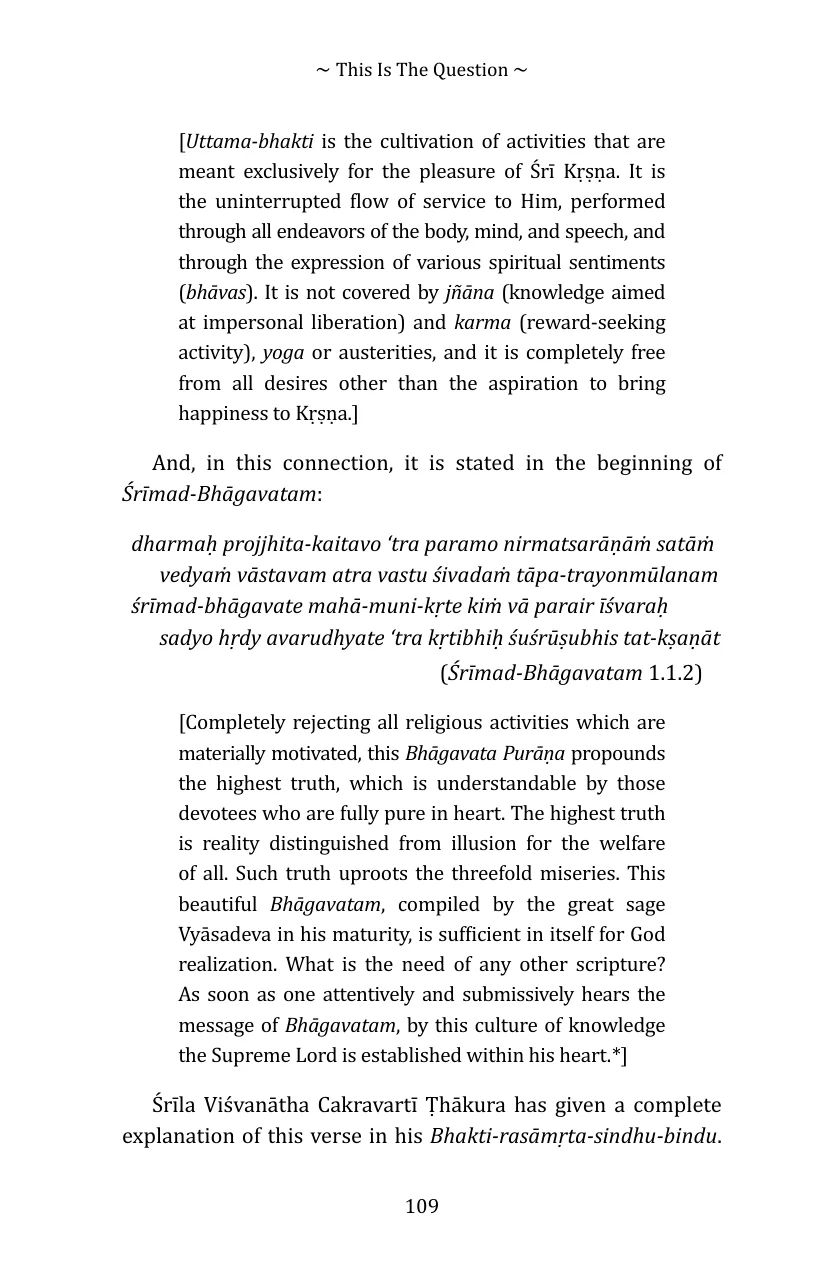 ~ This Is The Question ~
[Uttama-bhakti is the cultivation of activities that are
meant exclusively for the pleasure of Śrī Kṛṣṇa. It is
the uninterrupted flow of service to Him, performed
through all endeavors of the body, mind, and speech, and
through the expression of various spiritual sentiments
(bhāvas). It is not covered by jñāna (knowledge aimed
at impersonal liberation) and karma (reward-seeking
activity), yoga or austerities, and it is completely free
from all desires other than the aspiration to bring
happiness to Kṛṣṇa.]
And, in this connection, it is stated in the beginning of
Śrīmad-Bhāgavatam:
dharmaḥ projjhita-kaitavo ‘tra paramo nirmatsarāṇāṁ satāṁ
vedyaṁ vāstavam atra vastu śivadaṁ tāpa-trayonmūlanam
śrīmad-bhāgavate mahā-muni-kṛte kiṁ vā parair īśvaraḥ
sadyo hṛdy avarudhyate ‘tra kṛtibhiḥ śuśrūṣubhis tat-kṣaṇāt
(Śrīmad-Bhāgavatam 1.1.2)
[Completely rejecting all religious activities which are
materially motivated, this Bhāgavata Purāṇa propounds
the highest truth, which is understandable by those
devotees who are fully pure in heart. The highest truth
is reality distinguished from illusion for the welfare
of all. Such truth uproots the threefold miseries. This
beautiful Bhāgavatam, compiled by the great sage
Vyāsadeva in his maturity, is sufficient in itself for God
realization. What is the need of any other scripture?
As soon as one attentively and submissively hears the
message of Bhāgavatam, by this culture of knowledge
the Supreme Lord is established within his heart.*]
Śrīla Viśvanātha Cakravartī Ṭhākura has given a complete
explanation of this verse in his Bhakti-rasāmṛta-sindhu-bindu.
109